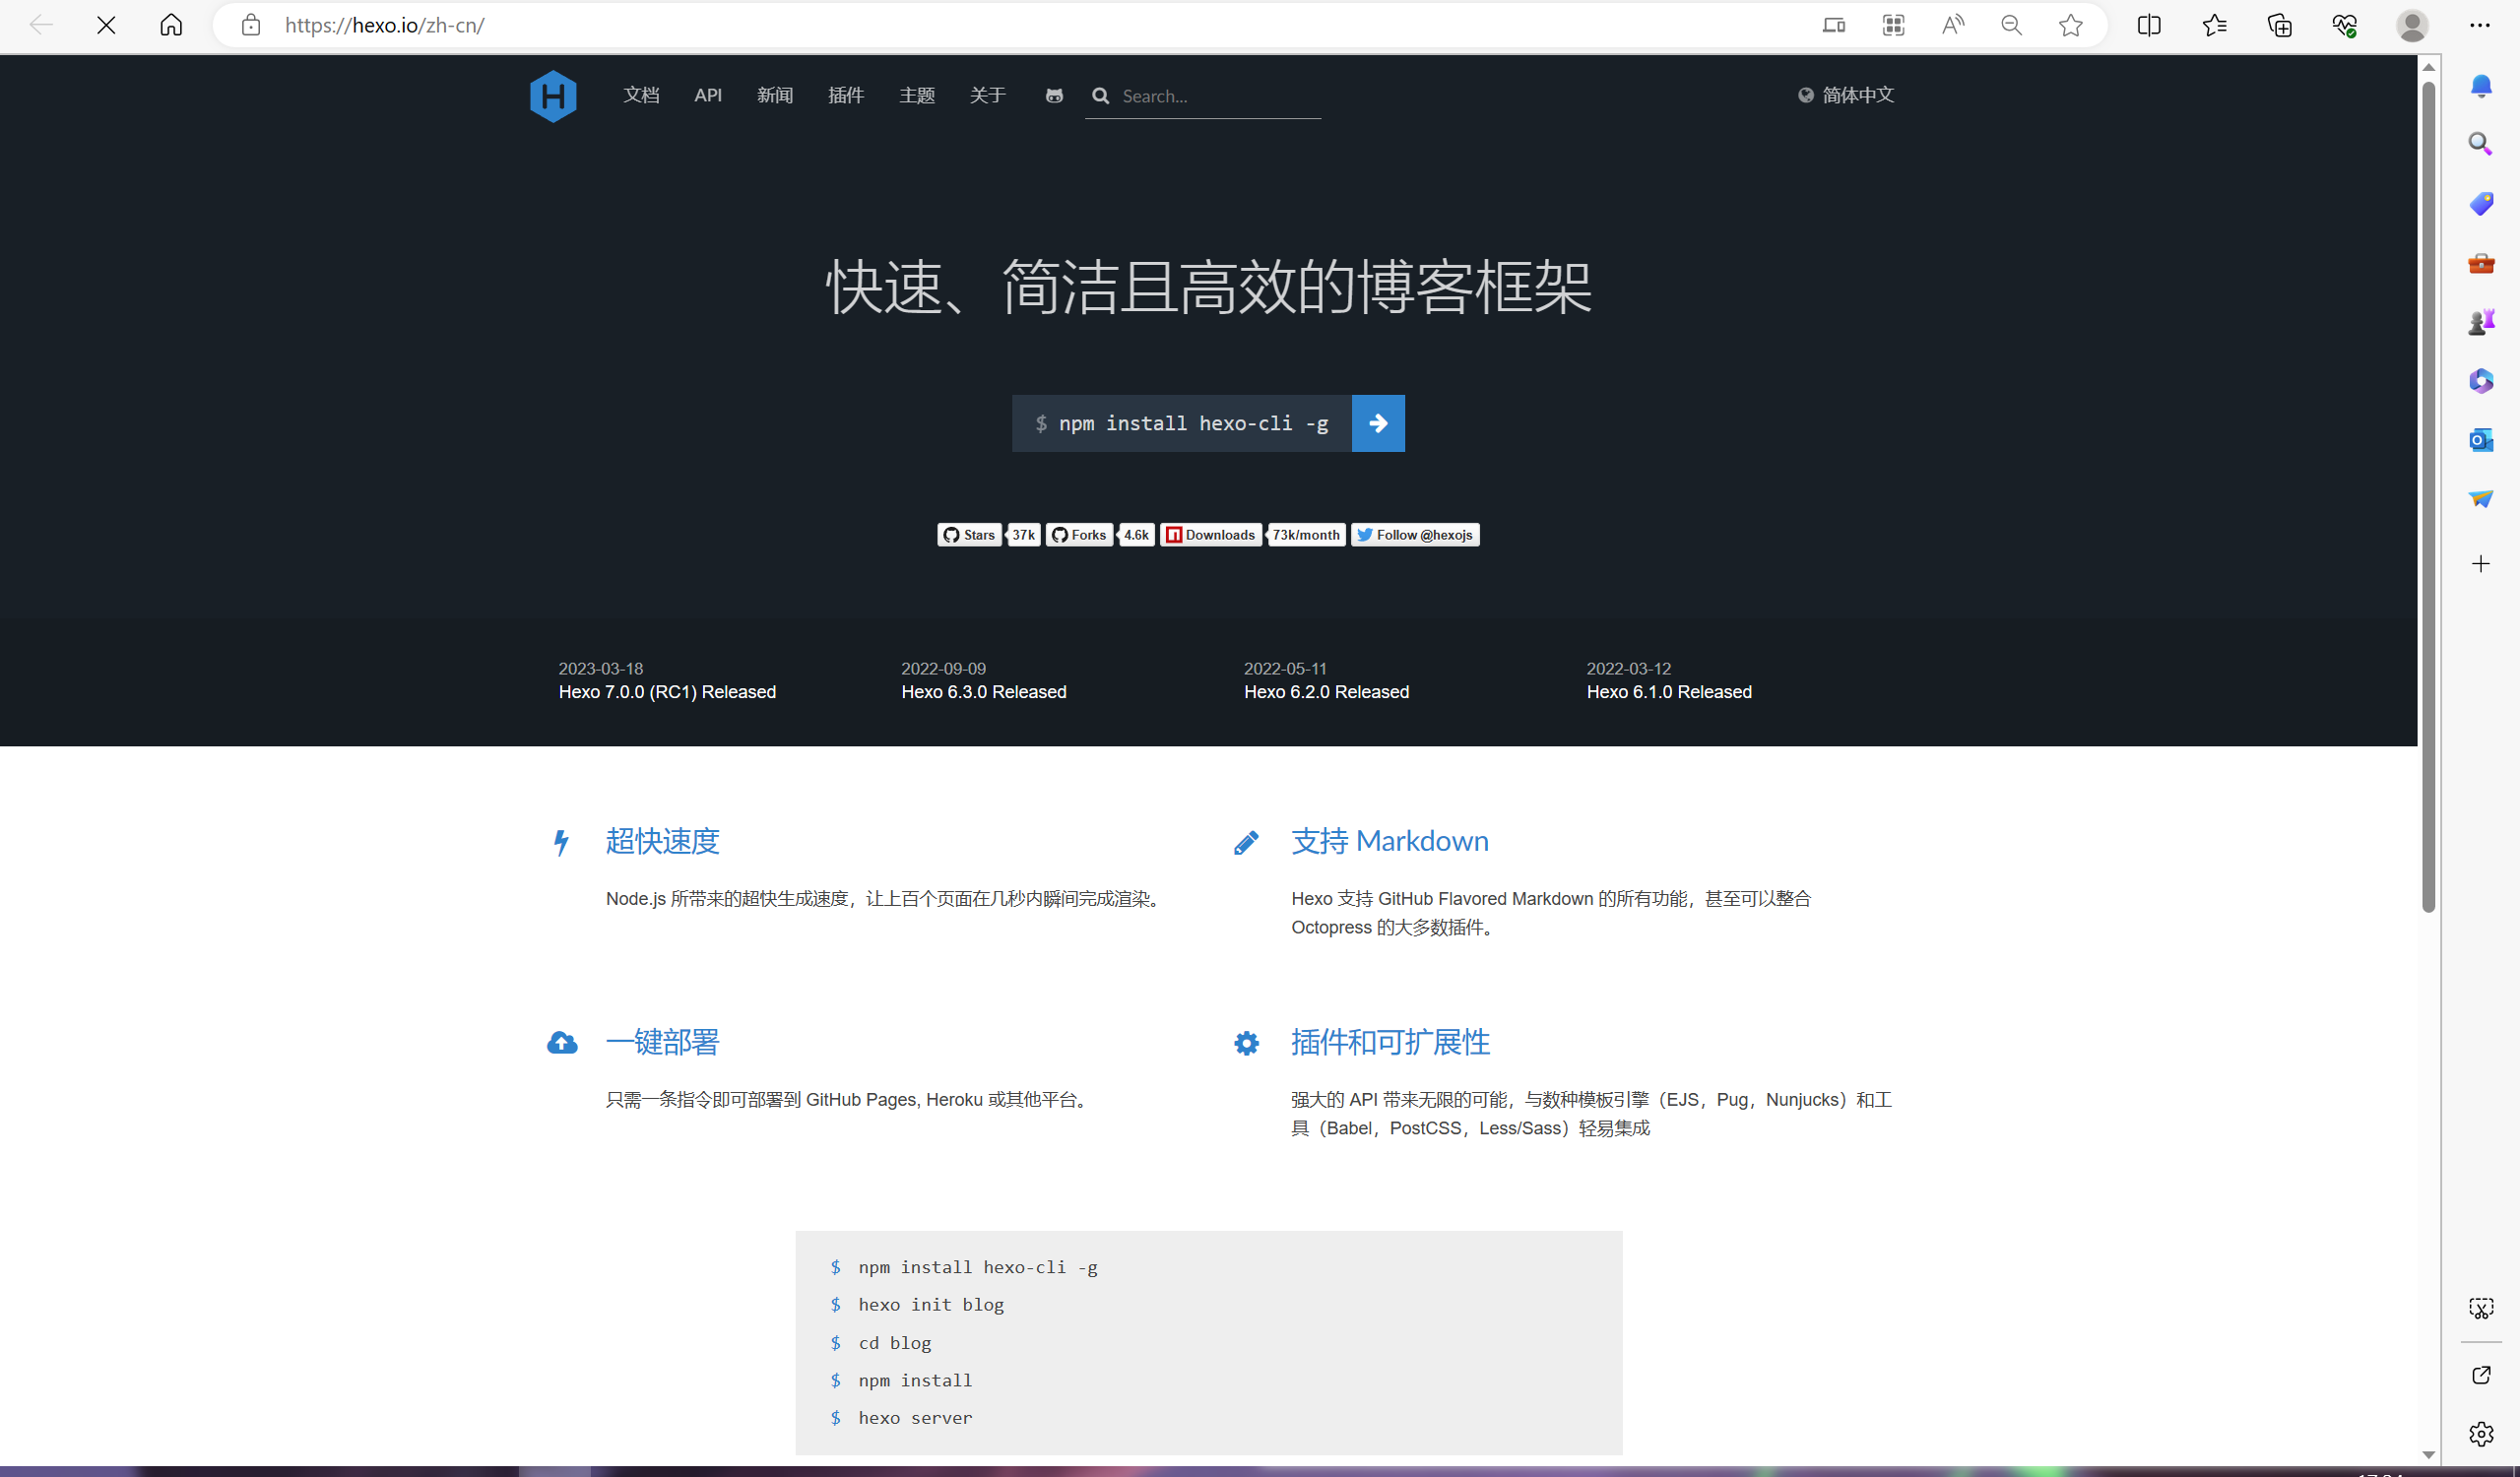 https://hexo.io/zh-cn/
文档 API 新闻 插件 主题 关于 Search... 简体中文
快速、简洁且高效的博客框架
$ npm install hexo-cli -g
Stars 37k Forks 4.6k Downloads 73k/month Follow @hexojs
2023-03-18 2022-09-09 2022-05-11 2022-03-12
Hexo 7.0.0 (RC1) Released Hexo 6.3.0 Released Hexo 6.2.0 Released Hexo 6.1.0 Released
超快速度
Node.js 所带来的超快生成速度，让上百个页面在几秒内瞬间完成渲染。
支持 Markdown
Hexo 支持 GitHub Flavored Markdown 的所有功能，甚至可以整合
Octopress 的大多数插件。
一键部署
只需一条指令即可部署到 GitHub Pages, Heroku 或其他平台。
插件和可扩展性
强大的 API 带来无限的可能，与数种模板引擎（EJS，Pug，Nunjucks）和工
具（Babel，PostCSS，Less/Sass）轻易集成
$ npm install hexo-cli -g
$ hexo init blog
$ cd blog
$ npm install
$ hexo server